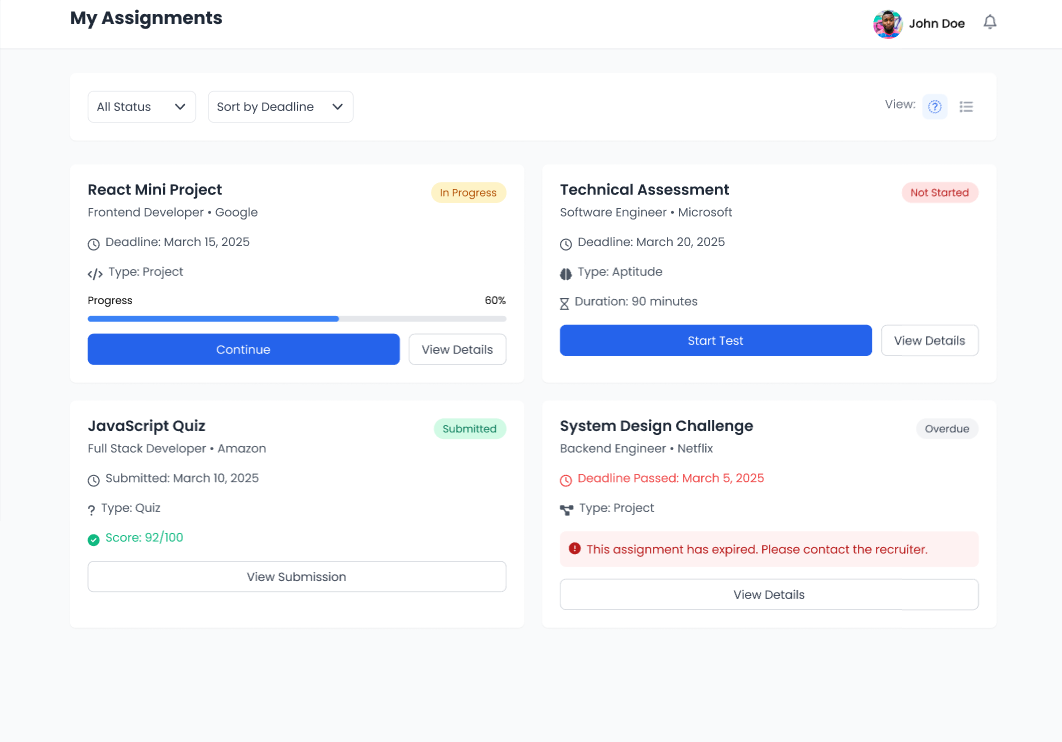 My Assignments
John Doe
All Status
Sort by Deadline
View:
?
React Mini Project
In Progress
Frontend Developer • Google
Deadline: March 15, 2025
</> Type: Project
Progress
60%
Continue
View Details
Technical Assessment
Not Started
Software Engineer • Microsoft
Deadline: March 20, 2025
Type: Aptitude
Duration: 90 minutes
Start Test
View Details
JavaScript Quiz
Submitted
Full Stack Developer • Amazon
Submitted: March 10, 2025
? Type: Quiz
Score: 92/100
View Submission
System Design Challenge
Overdue
Backend Engineer • Netflix
Deadline Passed: March 5, 2025
Type: Project
This assignment has expired. Please contact the recruiter.
View Details